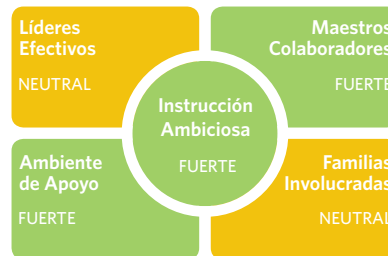 Líderes
Efectivos
NEUTRAL
Maestros
Colaboradores
FUERTE
Instrucción
Ambiciosa
FUERTE
Ambiente
de Apoyo
FUERTE
Familias
Involucradas
NEUTRAL